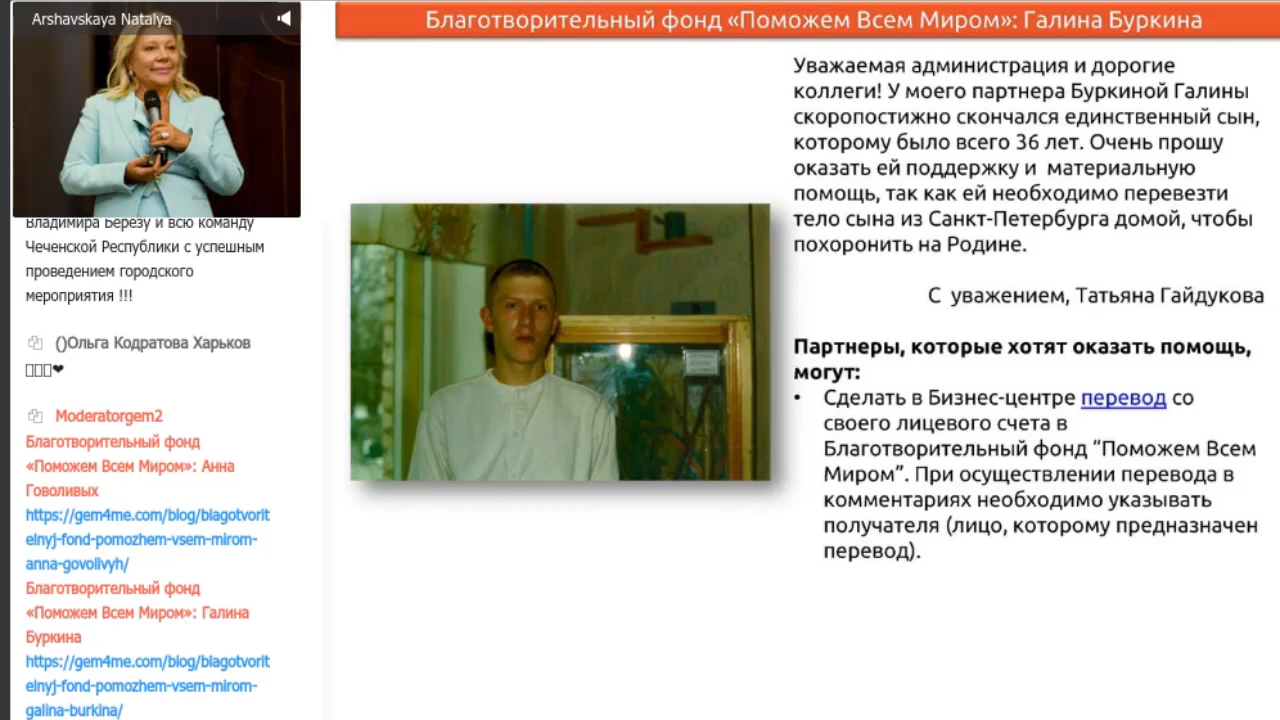 Arshavskaya Natalya
Владимира Березу и всю команду
Чеченской Республики с успешным
проведением городского
мероприятия !!!
()Ольга Кодратова Харьков
❤
Moderatorgem2
Благотворительный фонд
«Поможем Всем Миром»: Анна
Говоливых
https://gem4me.com/blog/blagotvorit
elnyj-fond-pomozhem-vsem-mirom-
anna-govolivyh/
Благотворительный фонд
«Поможем Всем Миром»: Галина
Буркина
https://gem4me.com/blog/blagotvorit
elnyj-fond-pomozhem-vsem-mirom-
galina-burkina/
Благотворительный фонд «Поможем Всем Миром»: Галина Буркина
Уважаемая администрация и дорогие
коллеги! У моего партнера Буркиной Галины
скоропостижно скончался единственный сын,
которому было всего 36 лет. Очень прошу
оказать ей поддержку и материальную
помощь, так как ей необходимо перевезти
тело сына из Санкт-Петербурга домой, чтобы
похоронить на Родине.
С уважением, Татьяна Гайдукова
Партнеры, которые хотят оказать помощь,
могут:
• Сделать в Бизнес-центре перевод со
своего лицевого счета в
Благотворительный фонд “Поможем Всем
Миром”. При осуществлении перевода в
комментариях необходимо указывать
получателя (лицо, которому предназначен
перевод).